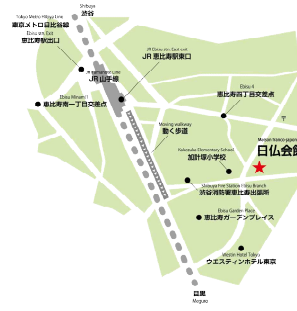 Shibuya
渋谷
Tokyo Metro Hibiya Line
東京メトロ日比谷線
Ebisu stn. Exit
恵比寿駅出口
JR Ebisu stn. East exit
JR 恵比寿駅東口
JR Yamanote Line
JR 山手線
Ebisu Minami 1
恵比寿南一丁目交差点
Ebisu 4
恵比寿四丁目交差点
〒
Moving walkway
動く歩道
Maison franco-japonaise
日仏会館
Kakezuka Elementary School
加計塚小学校
Shibuya Fire Station Ebisu Branch
渋谷消防署恵比寿出張所
Ebisu Garden Place
恵比寿ガーデンプレイス
Westin Hotel Tokyo
ウエスティンホテル東京
目黒
Meguro